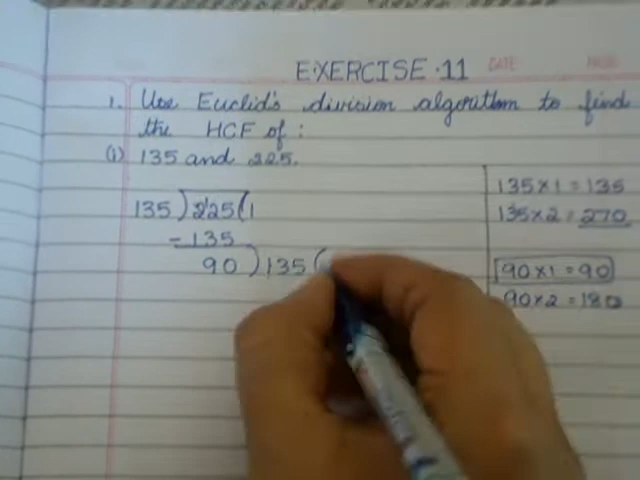 EXERCISE ·11 DATE
1. Use Euclid's division algorithm to find
the HCF of :
(i) 135 and 225.
135 ) 225 ( 1
- 135
90 ) 135 (
135 × 1 = 135
135 × 2 = 270
90 × 1 = 90
90 × 2 = 180